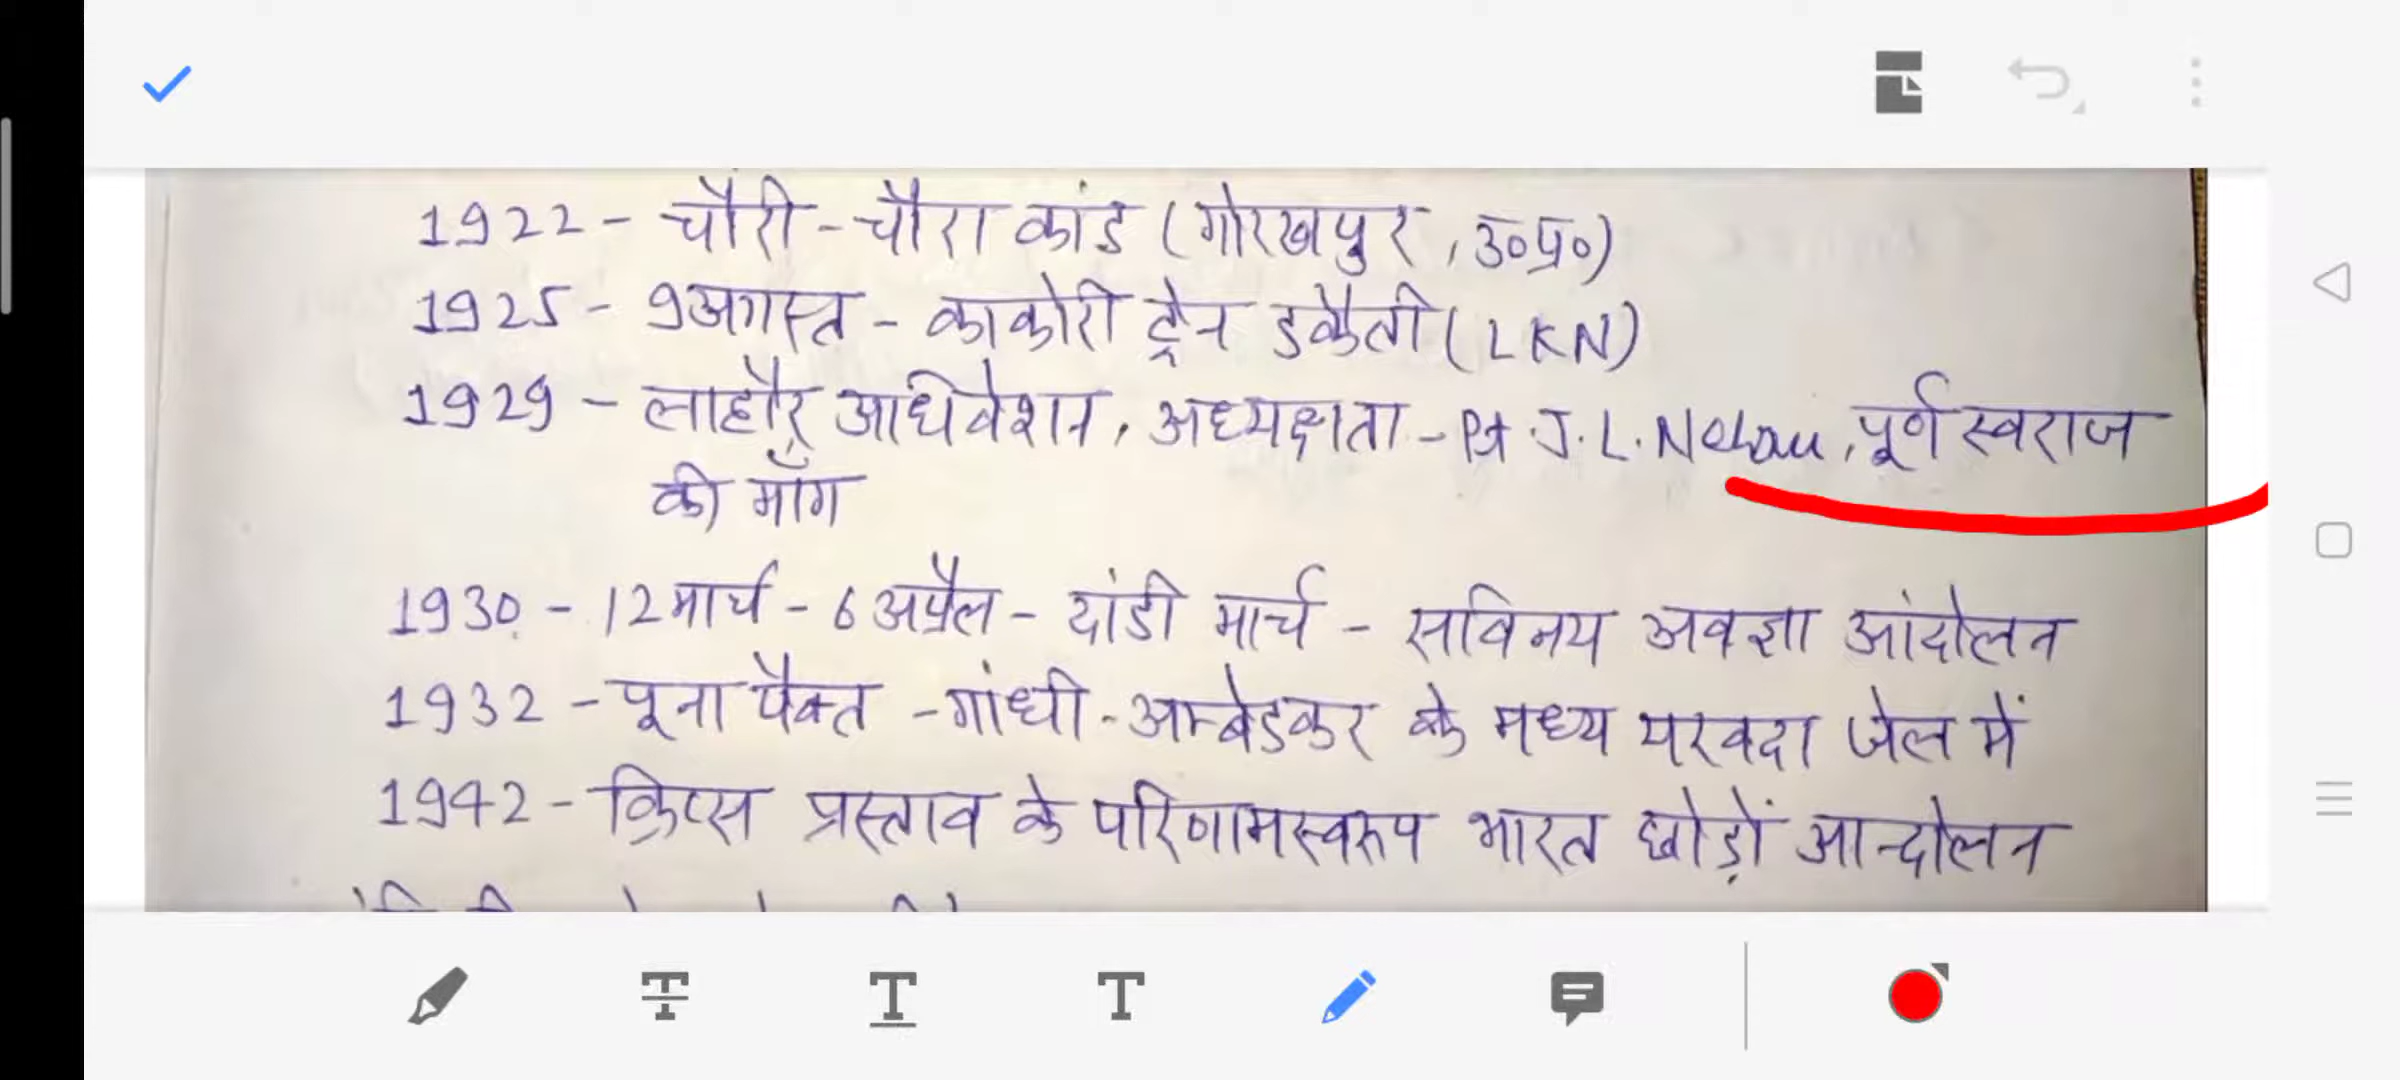 1922 - चौरी-चौरा कांड (गोरखपुर, उ०प्र०)
1925 - 9 अगस्त - काकोरी ट्रेन डकैती (LKN)
1929 - लाहौर अधिवेशन, अध्यक्षता - Pt. J. L. Nehru, पूर्ण स्वराज
की माँग
1930 - 12 मार्च - 6 अप्रैल - दांडी मार्च - सविनय अवज्ञा आंदोलन
1932 - पूना पैक्त - गांधी-अम्बेडकर के मध्य यरवदा जेल में
1942 - क्रिप्स प्रस्ताव के परिणामस्वरूप भारत छोड़ों आन्दोलन